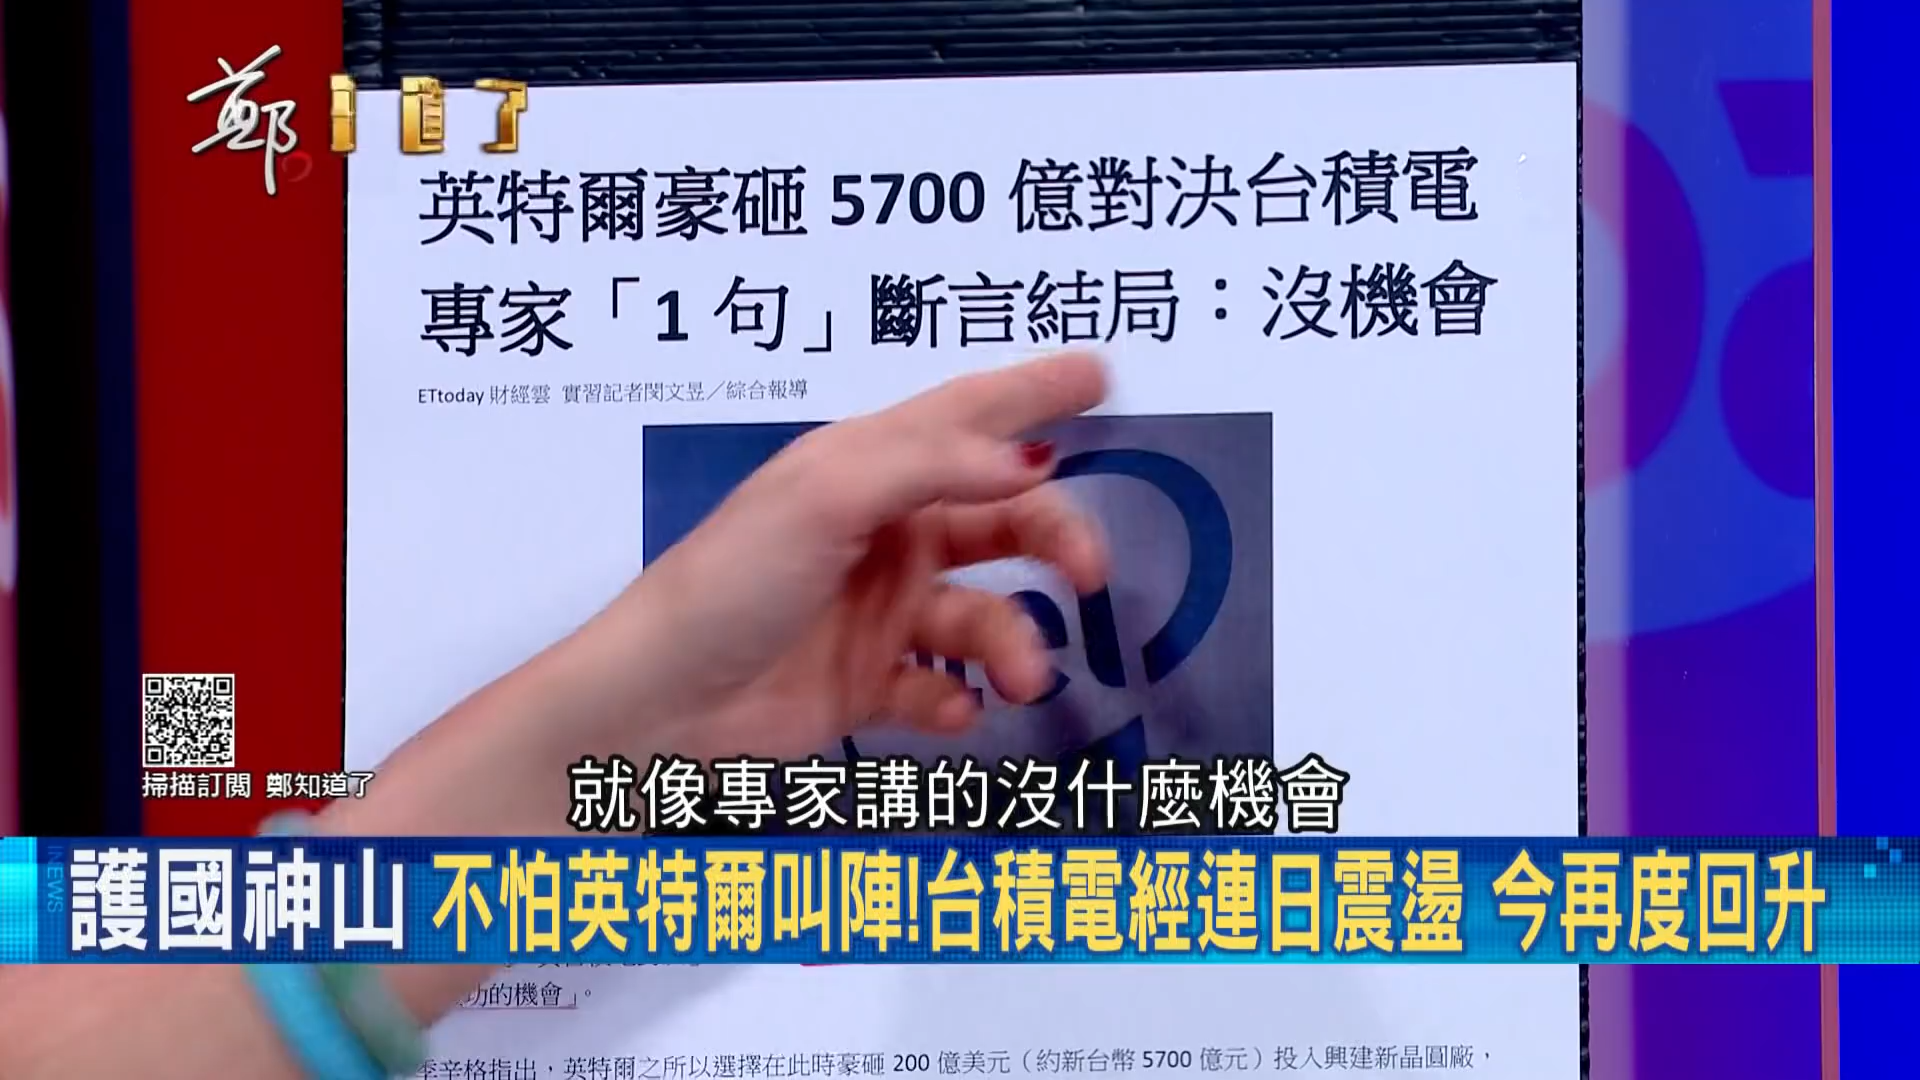 鄭知道了
英特爾豪砸 5700 億對決台積電
專家「1 句」斷言結局：沒機會
ETtoday 財經雲 實習記者閔文昱／綜合報導
掃描訂閱 鄭知道了
就像專家講的沒什麼機會
NEWS
護國神山 不怕英特爾叫陣!台積電經連日震盪 今再度回升
功的機會」。
季辛格指出，英特爾之所以選擇在此時豪砸 200 億美元（約新台幣 5700 億元）投入興建新晶圓廠，